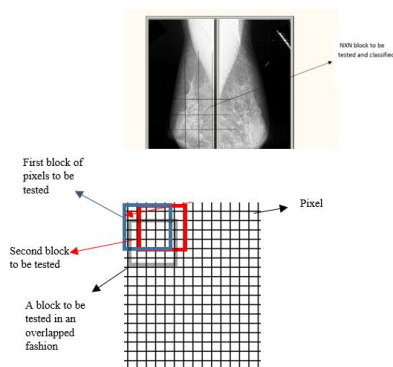 NXN block to be
tested and classified
First block of
pixels to be
tested
Pixel
Second block
to be tested
A block to be
tested in an
overlapped
fashion